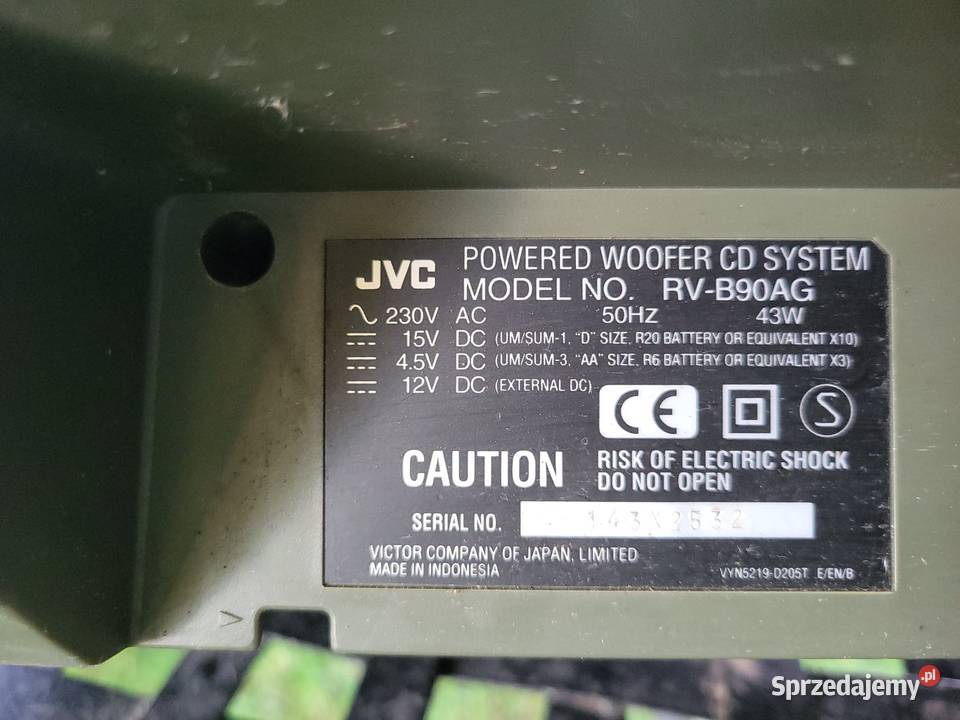 JVC POWERED WOOFER CD SYSTEM
MODEL NO. RV-B90AG
230V AC 50Hz 43W
15V DC (UM/SUM-1, "D" SIZE, R20 BATTERY OR EQUIVALENT X10)
4.5V DC (UM/SUM-3, "AA" SIZE, R6 BATTERY OR EQUIVALENT X3)
12V DC (EXTERNAL DC)
CE S
CAUTION RISK OF ELECTRIC SHOCK
DO NOT OPEN
SERIAL NO. 143X2532
VICTOR COMPANY OF JAPAN, LIMITED
MADE IN INDONESIA VYN5219-D205T E/EN/B
Sprzedajemy.pl